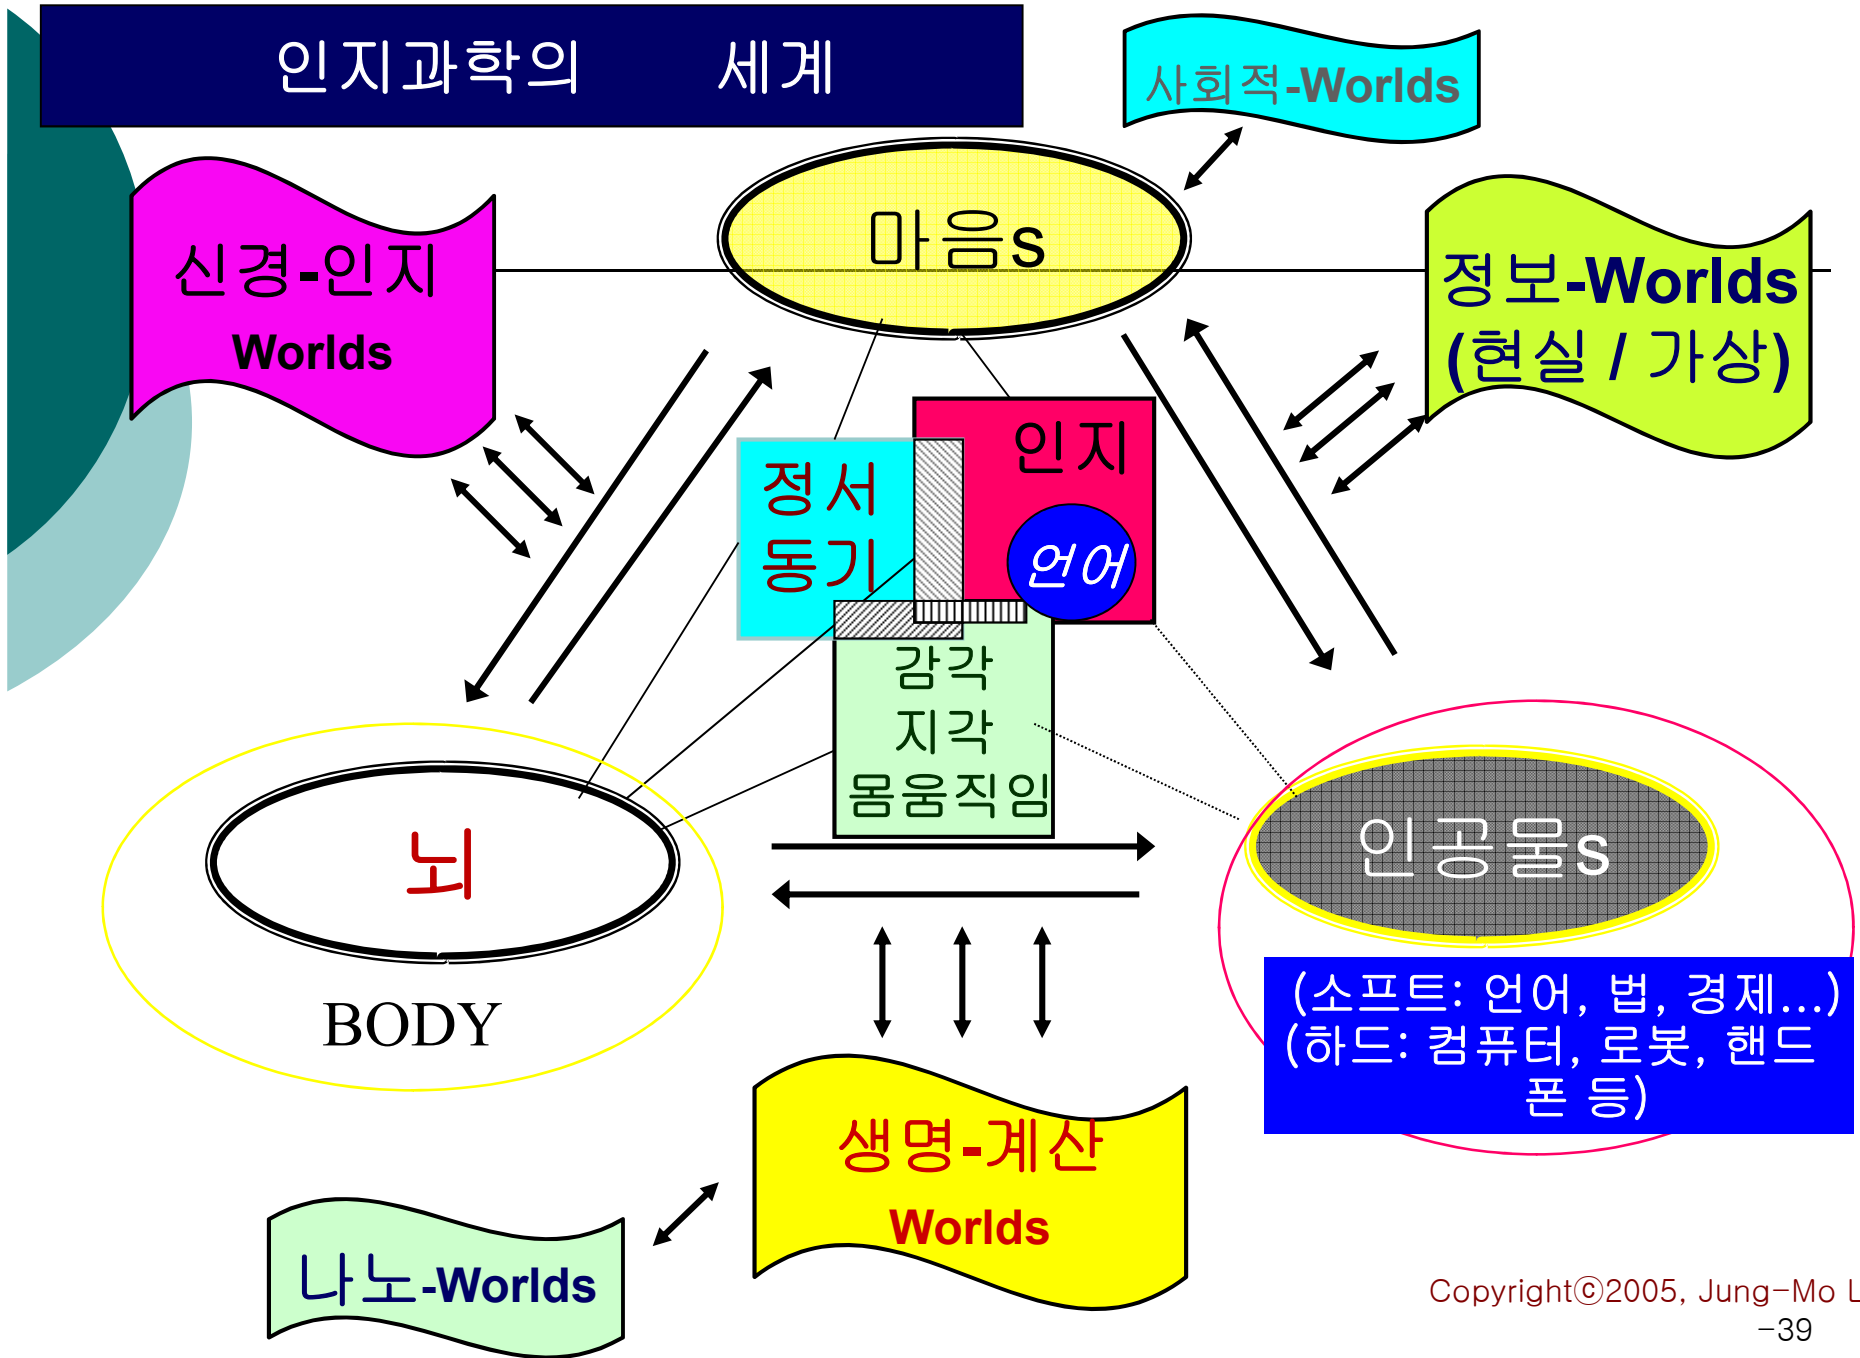 인지과학의 세계
사회적-Worlds
신경-인지
Worlds
마음s
정보-Worlds
(현실 / 가상)
인지
언어
정서
동기
감각
지각
몸움직임
뇌
BODY
인공물s
(소프트: 언어, 법, 경제...)
(하드: 컴퓨터, 로봇, 핸드
폰 등)
생명-계산
Worlds
나노-Worlds
Copyrightⓒ2005, Jung-Mo L
-39